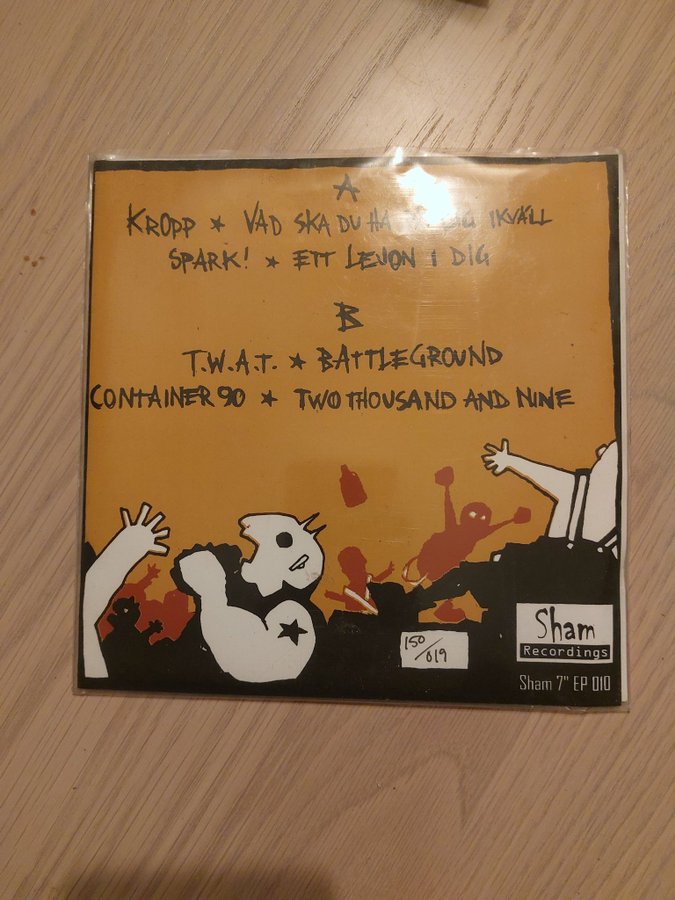 A
KROPP ★ VAD SKA DU HA IKVÄLL
SPARK! ★ ETT LEJON I DIG
B
T.W.A.T. ★ BATTLEGROUND
CONTAINER 90 ★ TWO THOUSAND AND NINE
150/019
Sham
Recordings
Sham 7" EP 010